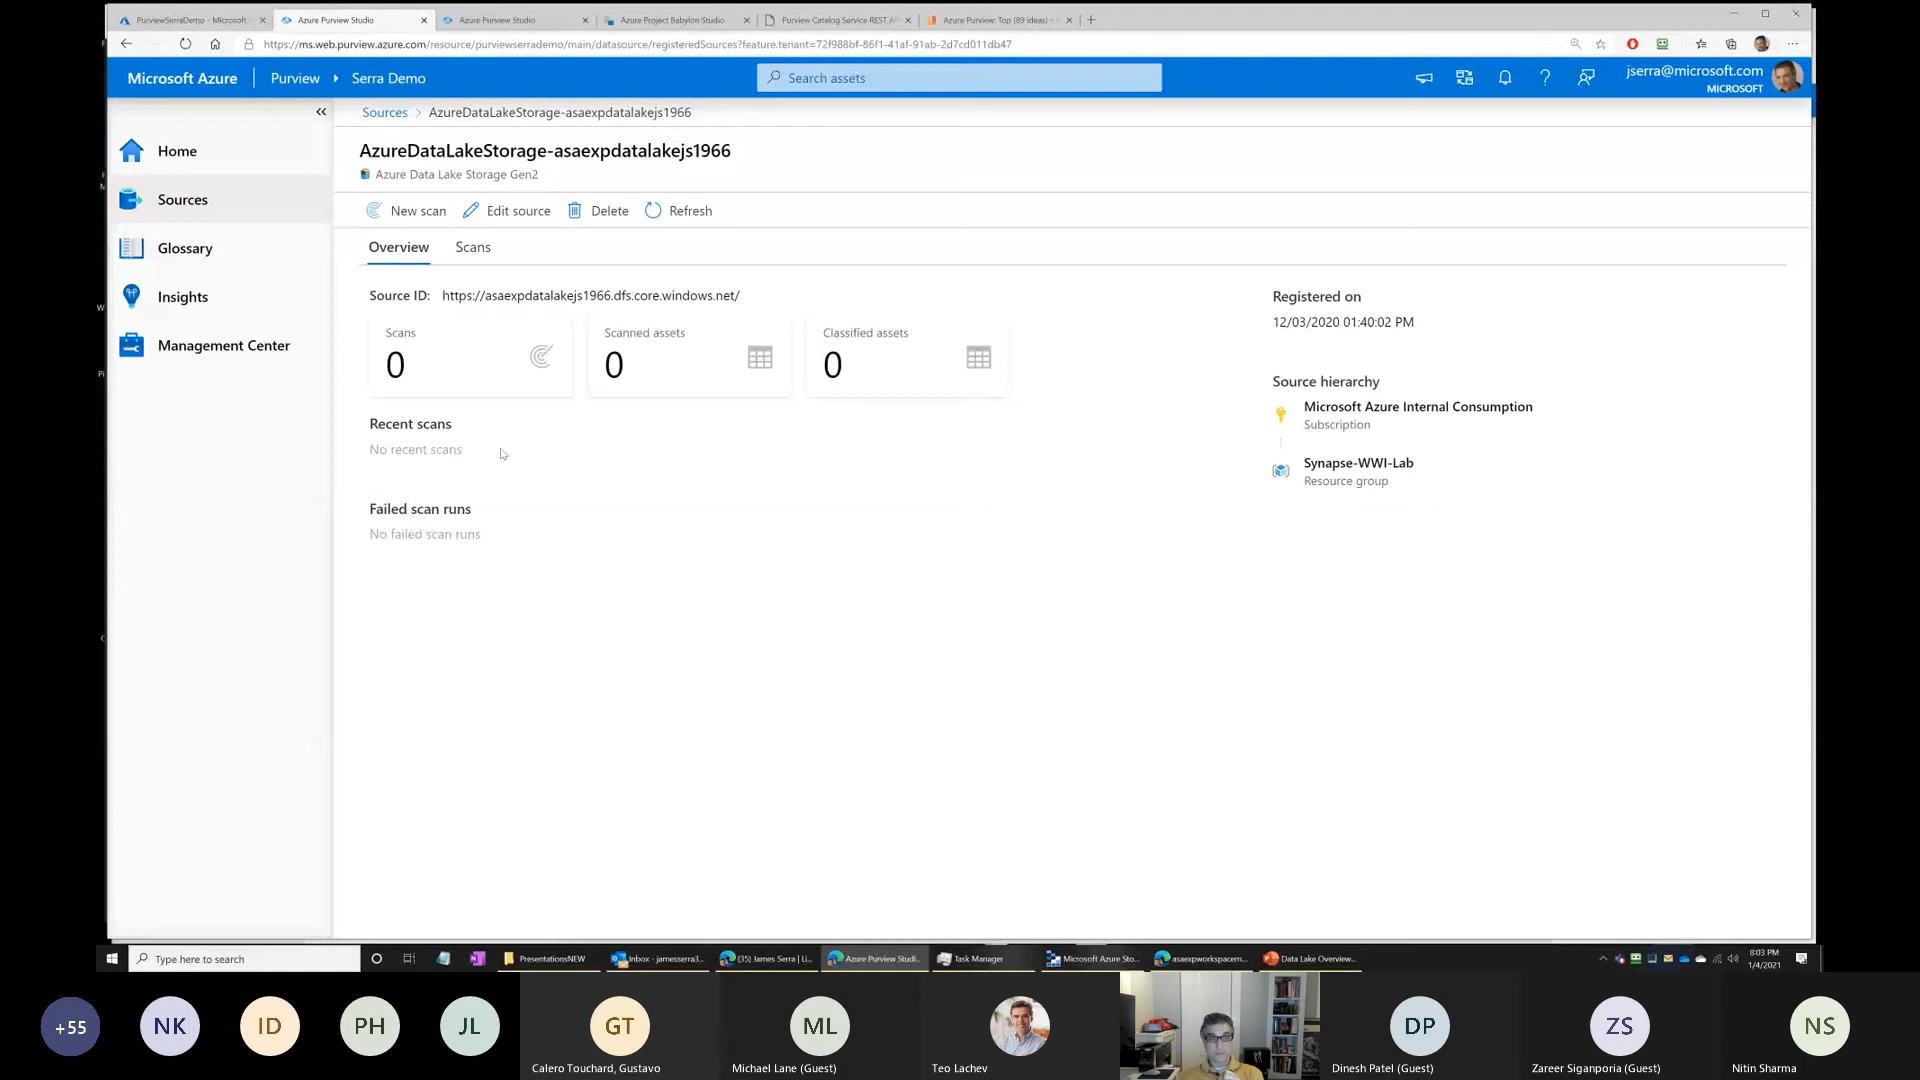 PurviewSerraDemo - Microsoft
Azure Purview Studio
Azure Purview Studio
Azure Project Babylon Studio
Purview Catalog Service REST A
Azure Purview: Top (89 ideas) –
https://ms.web.purview.azure.com/resource/purviewserrademo/main/datasource/registeredSources?feature.tenant=72f988bf-86f1-41af-91ab-2d7cd011db47
Microsoft Azure
Purview
Serra Demo
Search assets
jserra@microsoft.com
MICROSOFT
Home
Sources
Glossary
Insights
Management Center
Sources > AzureDataLakeStorage-asaexpdatalakejs1966
AzureDataLakeStorage-asaexpdatalakejs1966
Azure Data Lake Storage Gen2
New scan
Edit source
Delete
Refresh
Overview
Scans
Source ID: https://asaexpdatalakejs1966.dfs.core.windows.net/
Scans
0
Scanned assets
0
Classified assets
0
Recent scans
No recent scans
Failed scan runs
No failed scan runs
Registered on
12/03/2020 01:40:02 PM
Source hierarchy
Microsoft Azure Internal Consumption
Subscription
Synapse-WWI-Lab
Resource group
Type here to search
PresentationsNEW
Inbox - jamesserra3...
(35) James Serra | Li...
Azure Purview Studi...
Task Manager
Microsoft Azure Sto...
asaexpworkspacem...
Data Lake Overview...
8:03 PM
1/4/2021
+55
NK
ID
PH
JL
GT
Calero Touchard, Gustavo
ML
Michael Lane (Guest)
Teo Lachev
DP
Dinesh Patel (Guest)
ZS
Zareer Siganporia (Guest)
NS
Nitin Sharma